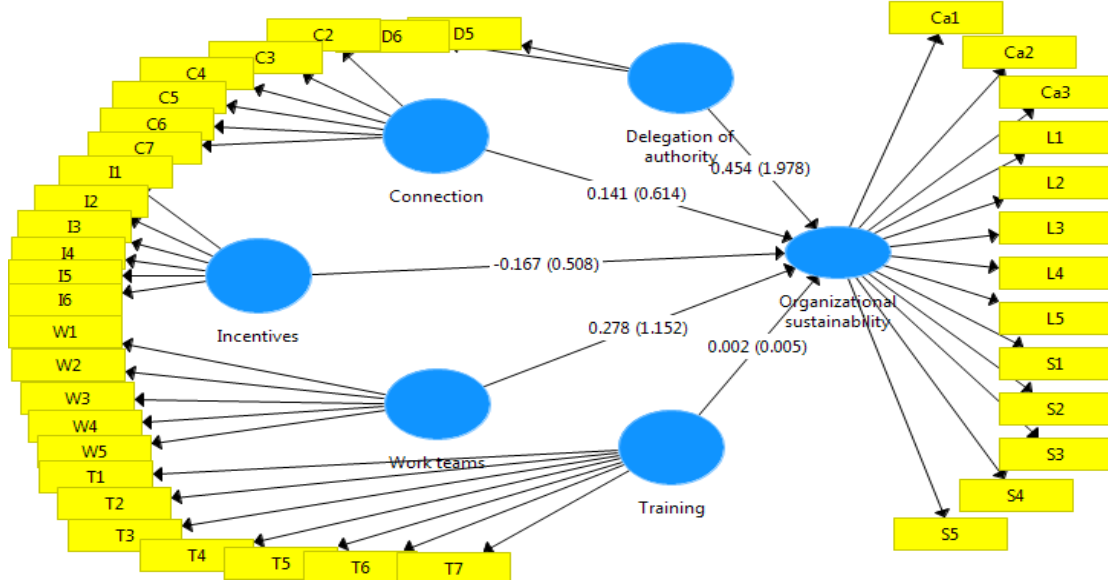 Ca1
D5
D6
C2
Ca2
C3
C4
Ca3
C5
C6
L1
C7
Delegation of
authority
I1
0.454 (1.978)
L2
Connection
0.141 (0.614)
I2
I3
L3
I4
-0.167 (0.508)
L4
I5
I6
Organizational
sustainability
L5
W1
Incentives
0.278 (1.152)
0.002 (0.005)
W2
S1
W3
S2
W4
W5
S3
Work teams
T1
S4
T2
Training
T3
S5
T4
T5
T6
T7